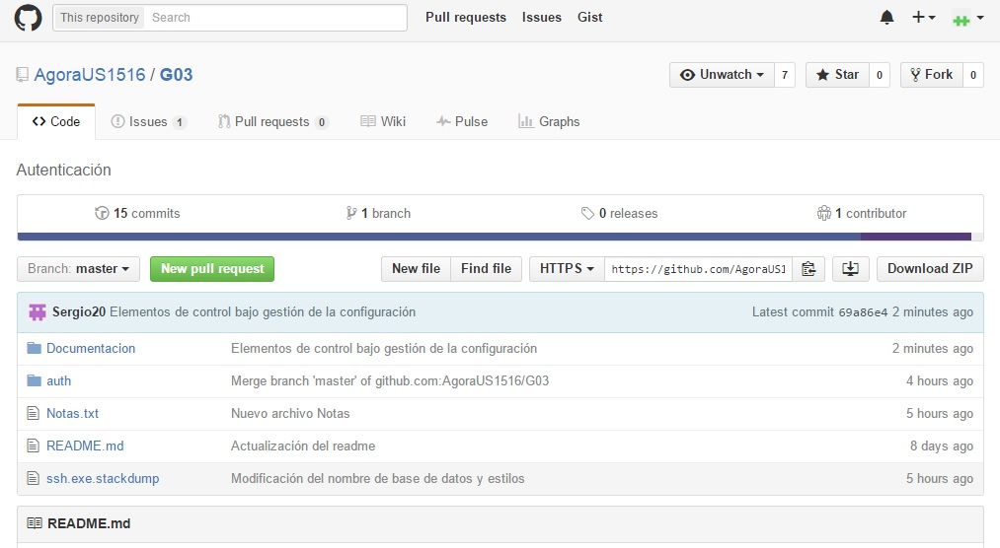 This repository Search Pull requests Issues Gist
AgoraUS1516 / G03 Unwatch 7 Star 0 Fork 0
Code Issues 1 Pull requests 0 Wiki Pulse Graphs
Autenticación
15 commits 1 branch 0 releases 1 contributor
Branch: master New pull request New file Find file HTTPS https://github.com/AgoraUS1 Download ZIP
Sergio20 Elementos de control bajo gestión de la configuración Latest commit 69a86e4 2 minutes ago
Documentacion Elementos de control bajo gestión de la configuración 2 minutes ago
auth Merge branch 'master' of github.com:AgoraUS1516/G03 4 hours ago
Notas.txt Nuevo archivo Notas 5 hours ago
README.md Actualización del readme 8 days ago
ssh.exe.stackdump Modificación del nombre de base de datos y estilos 5 hours ago
README.md